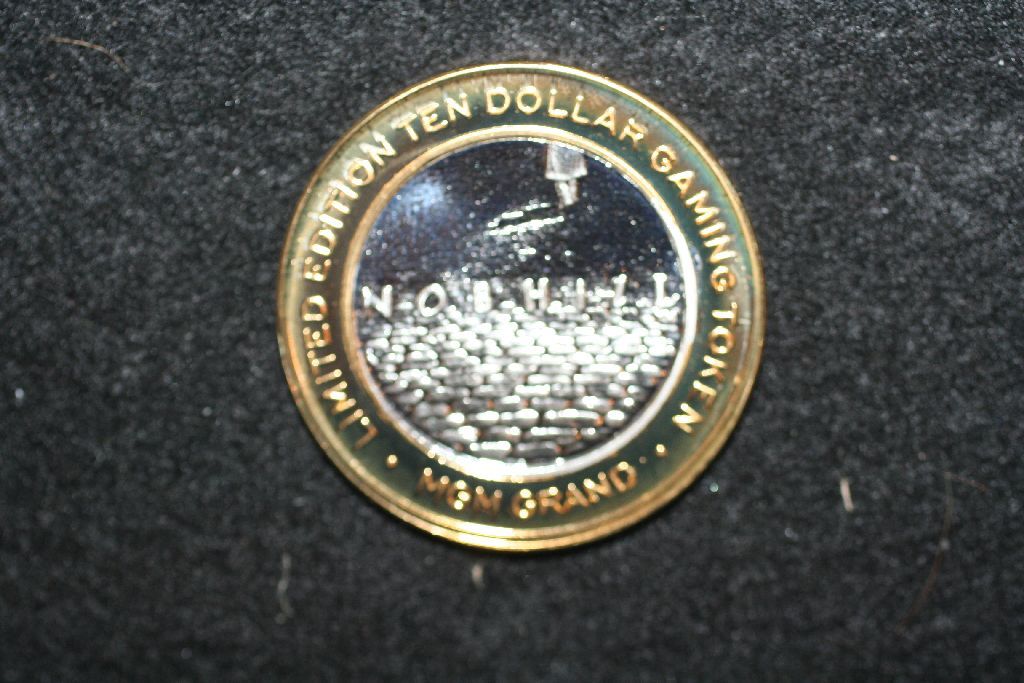 LIMITED EDITION TEN DOLLAR GAMING TOKEN
NOBHILL
• MGM GRAND •